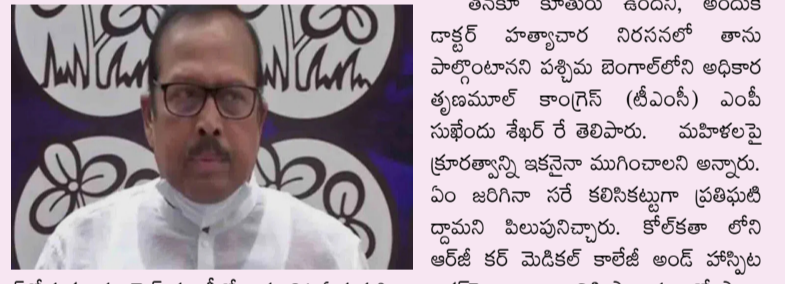 తనకూ కూతురు ఉందని, అందుకే
డాక్టర్ హత్యాచార నిరసనలో తాను
పాల్గొంటానని పశ్చిమ బెంగాల్‌లోని అధికార
తృణమూల్ కాంగ్రెస్ (టీఎంసీ) ఎంపీ
సుఖేందు శేఖర్ రే తెలిపారు. మహిళలపై
క్రూరత్వాన్ని ఇకనైనా ముగించాలని అన్నారు.
ఏం జరిగినా సరే కలిసికట్టుగా ప్రతిఘటి
ద్దామని పిలుపునిచ్చారు. కోల్‌కతా లోని
ఆర్‌జీ కర్ మెడికల్ కాలేజీ అండ్ హాస్పిట